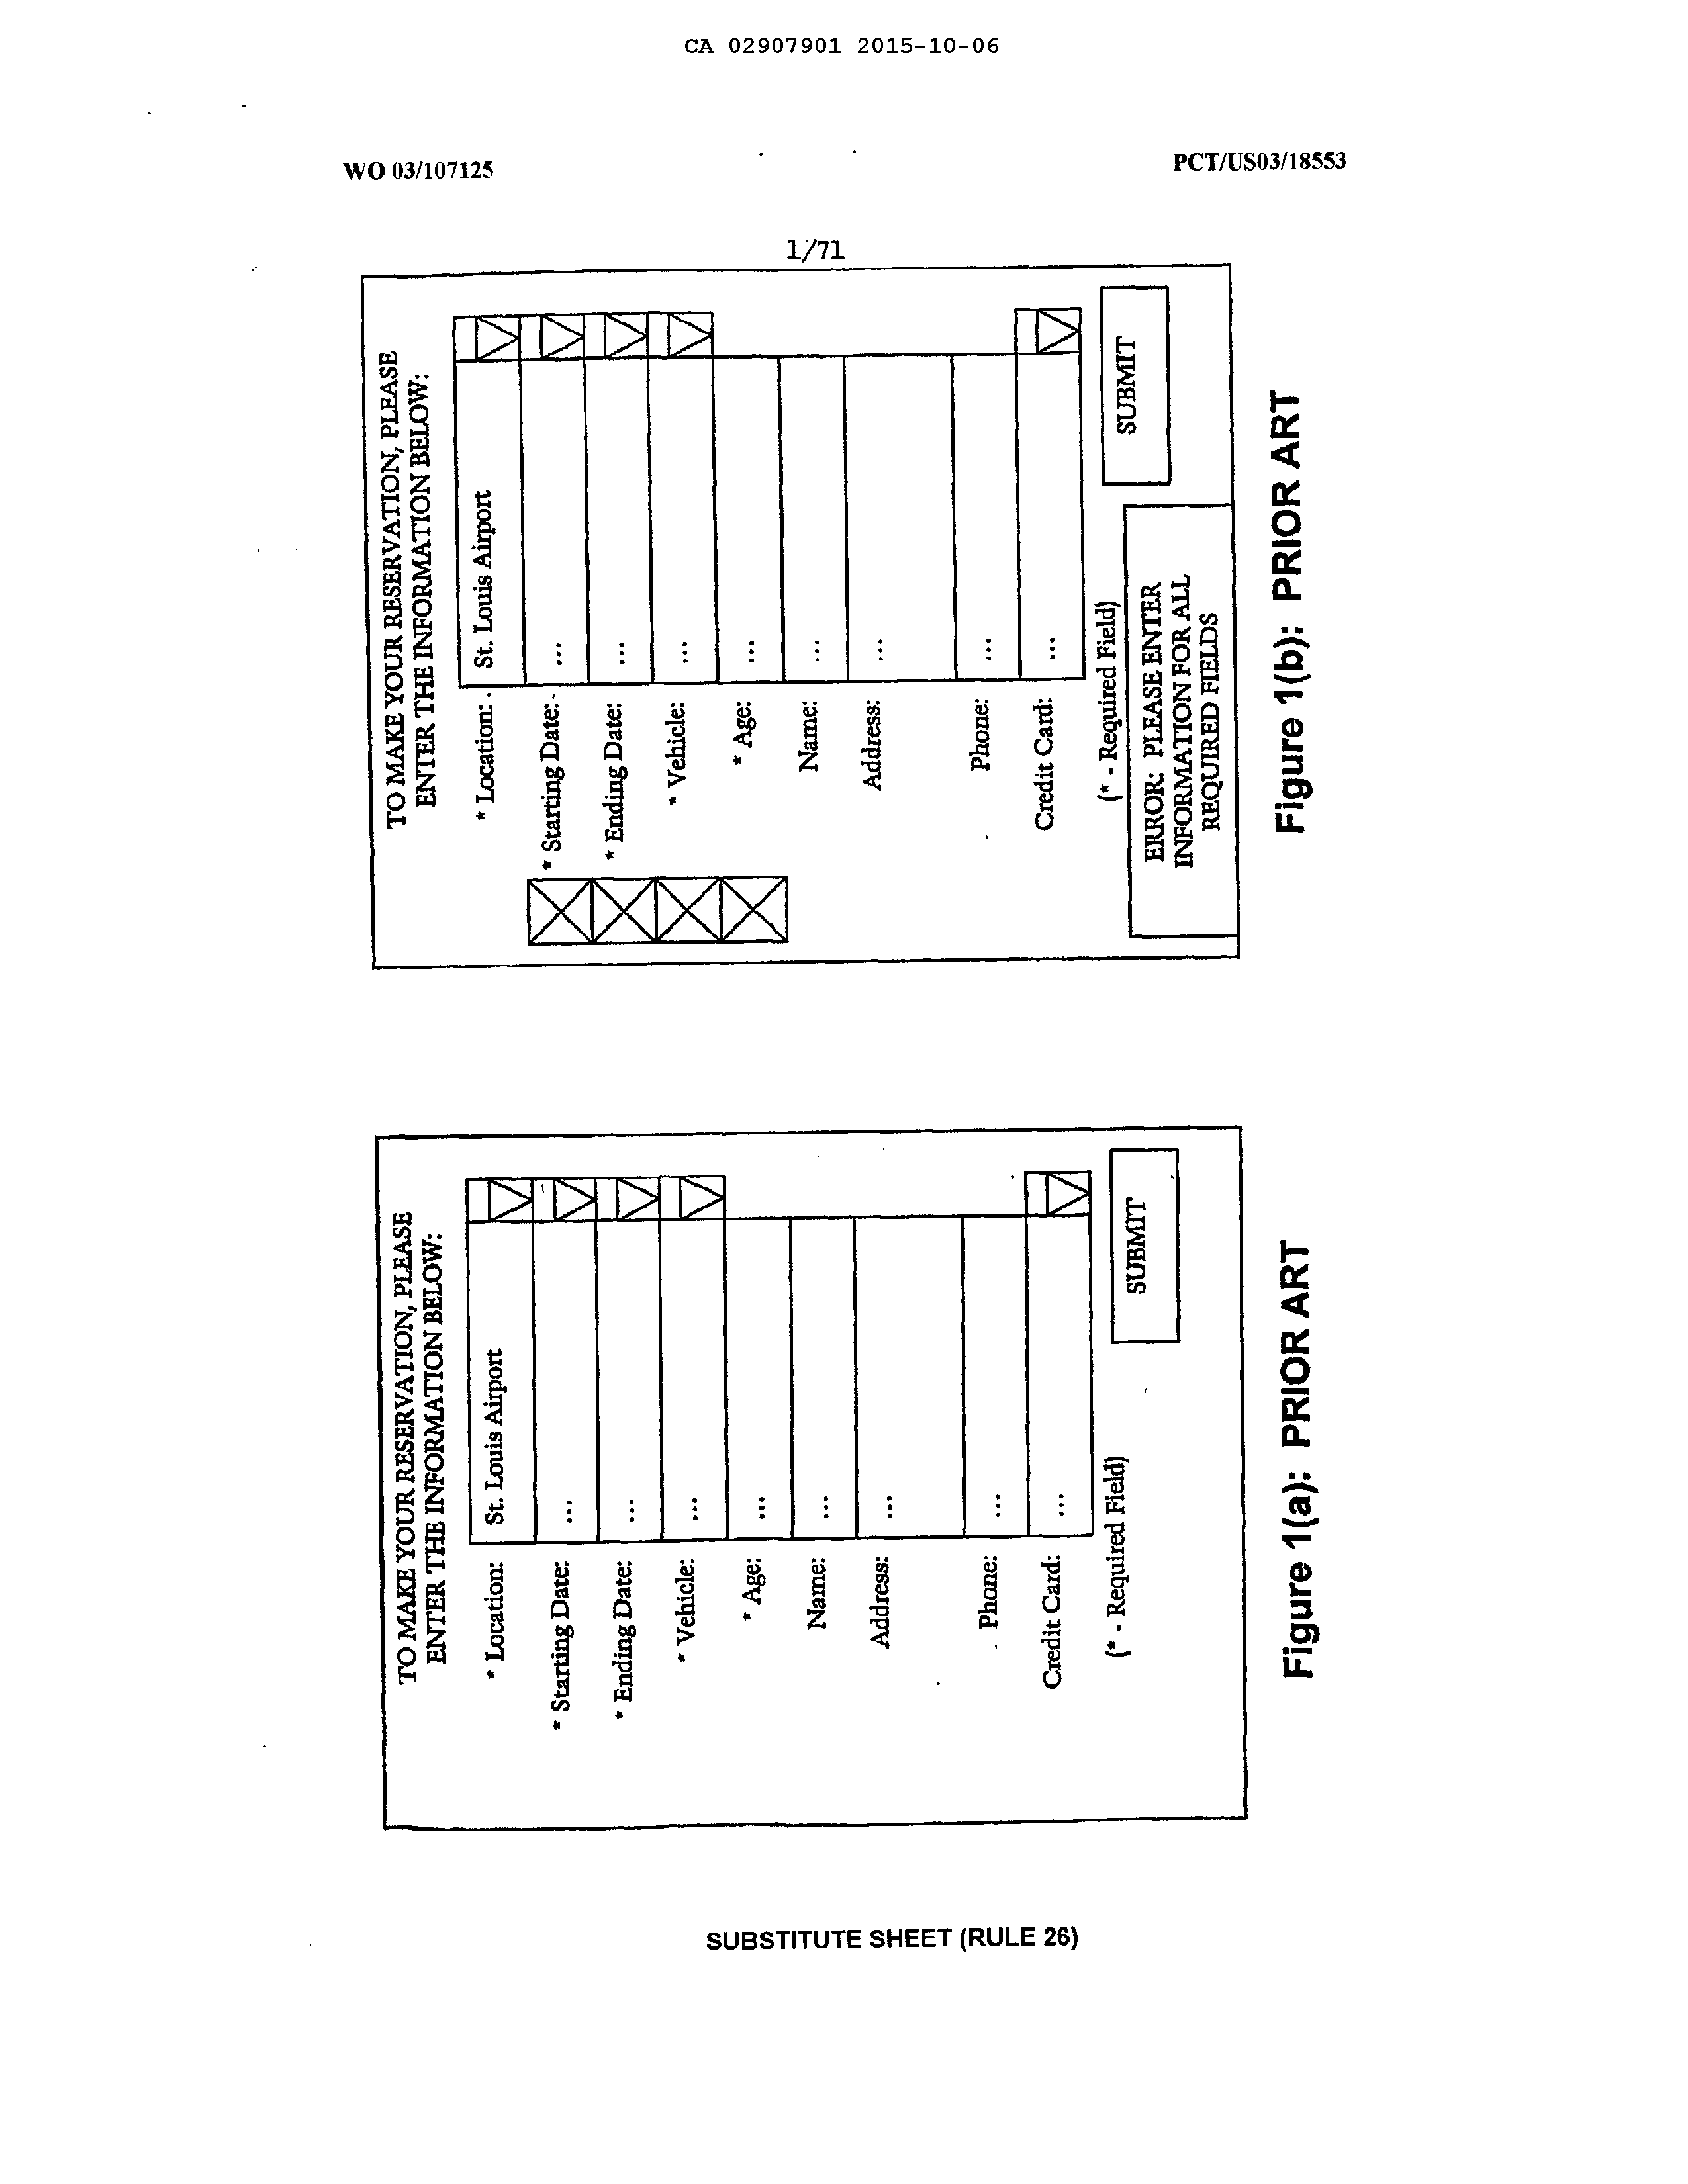 CA 02907901 2015-10-06
WO 03/107125
PCT/US03/18553
1/71
TO MAKE YOUR RESERVATION, PLEASE
ENTER THE INFORMATION BELOW:
* Location: St. Louis Airport
* Starting Date: ...
* Ending Date: ...
* Vehicle: ...
* Age: ...
Name: ...
Address: ...
Phone: ...
Credit Card: ...
(* - Required Field)
SUBMIT
Figure 1(a): PRIOR ART
TO MAKE YOUR RESERVATION, PLEASE
ENTER THE INFORMATION BELOW:
* Location: St. Louis Airport
* Starting Date: ...
* Ending Date: ...
* Vehicle: ...
* Age: ...
Name: ...
Address: ...
Phone: ...
Credit Card: ...
(* - Required Field)
SUBMIT
ERROR: PLEASE ENTER
INFORMATION FOR ALL
REQUIRED FIELDS
Figure 1(b): PRIOR ART
SUBSTITUTE SHEET (RULE 26)